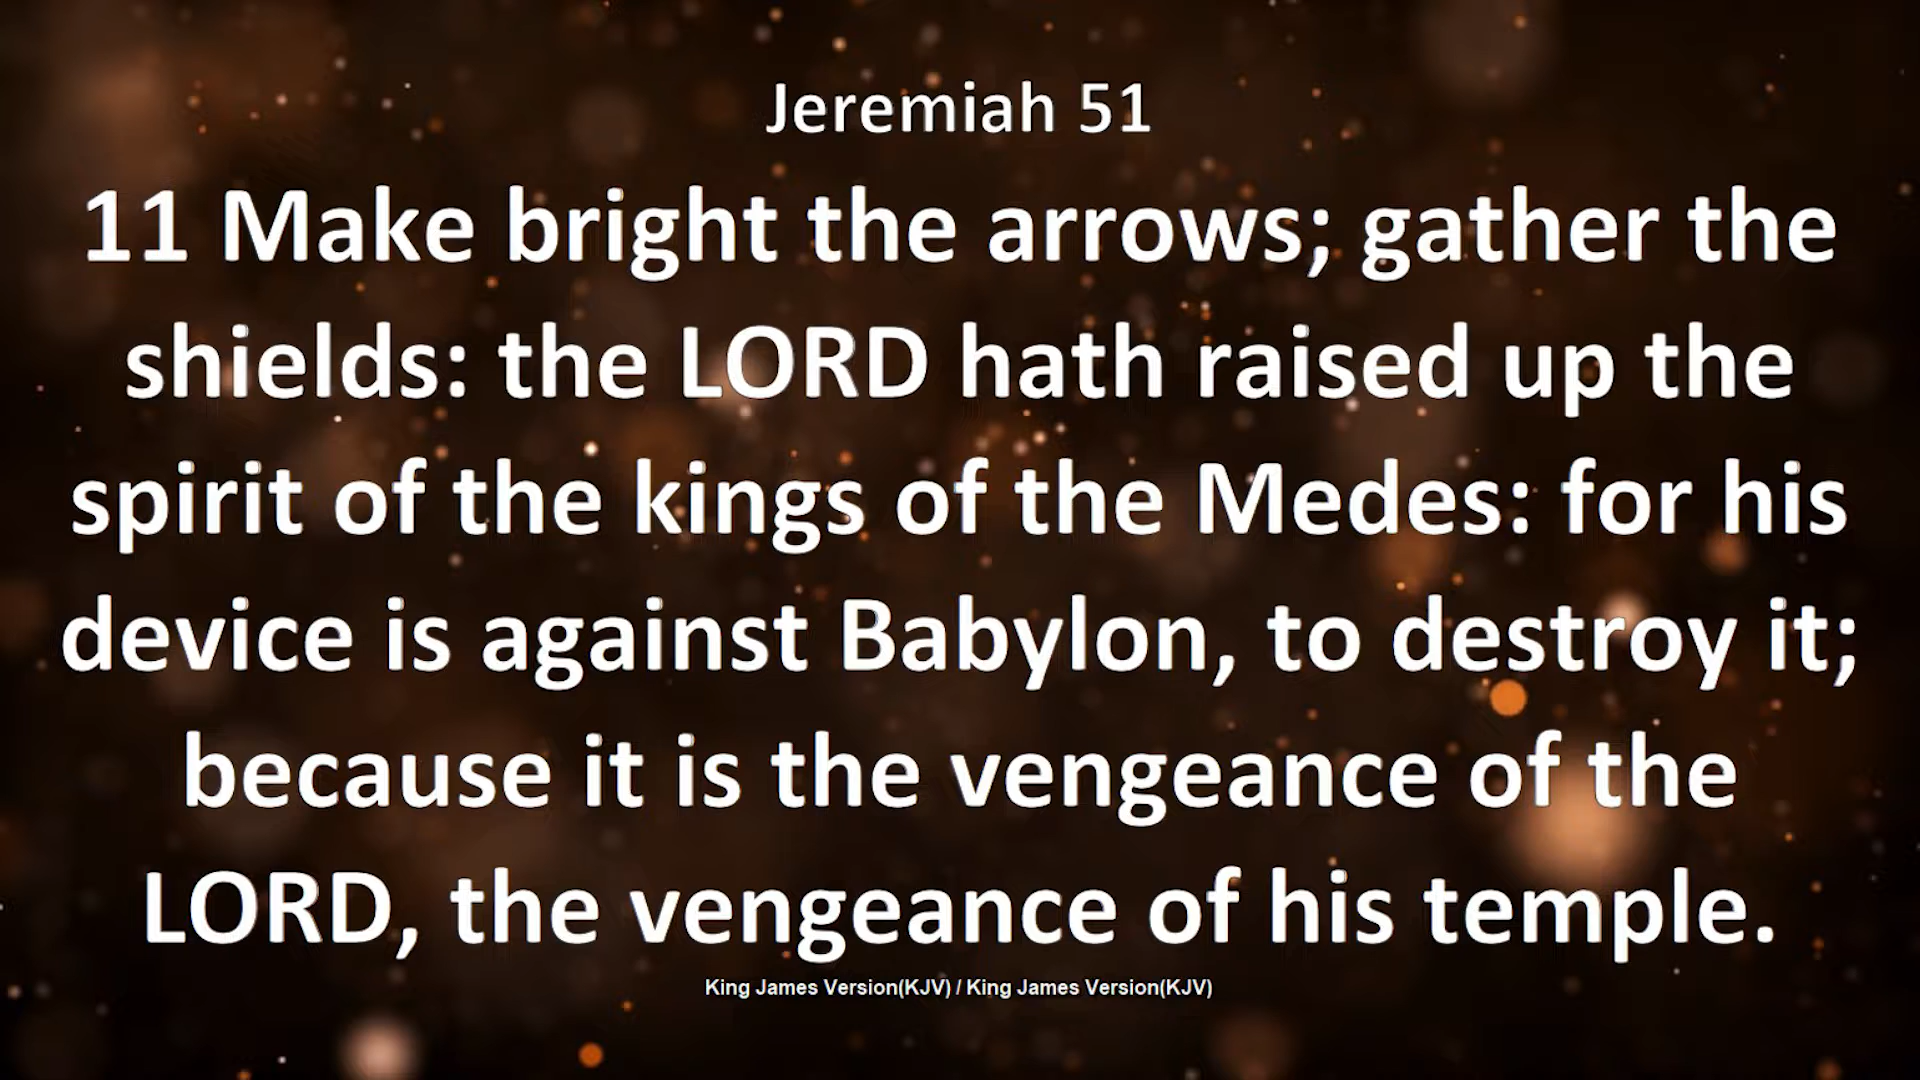 Jeremiah 51
11 Make bright the arrows; gather the
shields: the LORD hath raised up the
spirit of the kings of the Medes: for his
device is against Babylon, to destroy it;
because it is the vengeance of the
LORD, the vengeance of his temple.
King James Version(KJV) / King James Version(KJV)